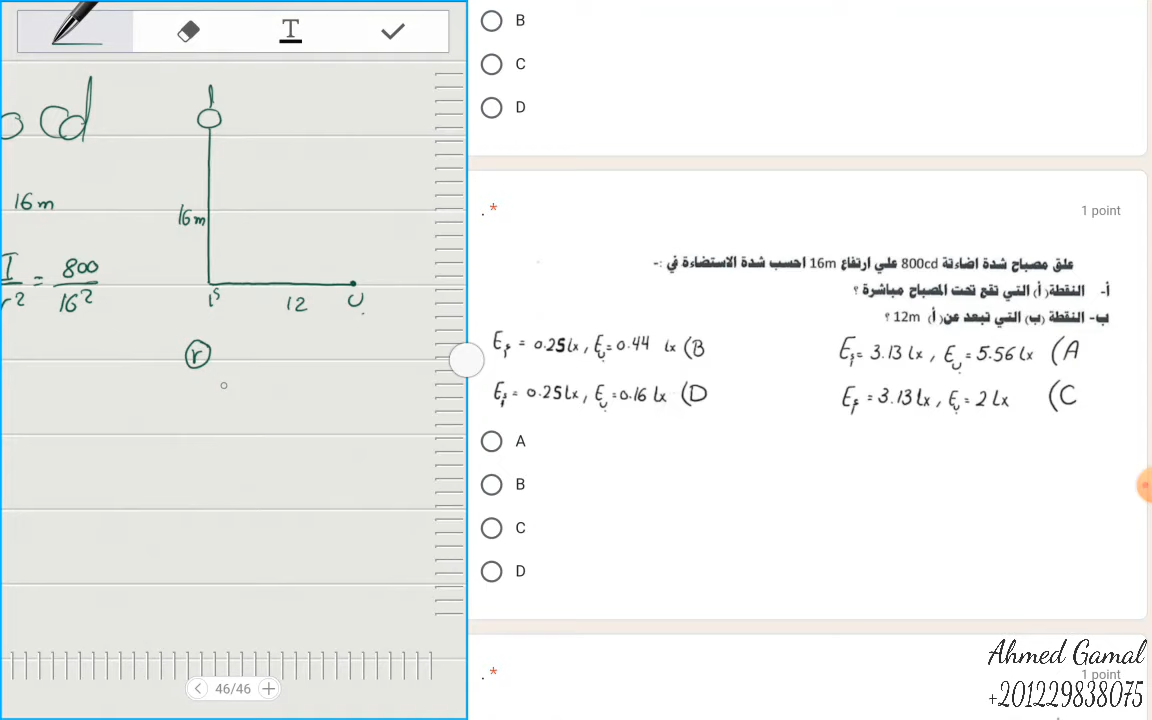 T
o cd
16m
I/r² = 800/16²
16m
أ
12
ب
r
46/46
B
C
D
. *
1 point
علق مصباح شدة اضاءتة 800cd علي ارتفاع 16m احسب شدة الاستضاءة في :-
أ- النقطة (أ) التي تقع تحت المصباح مباشرة ؟
ب- النقطة (ب) التي تبعد عن (أ) 12m ؟
Eأ = 3.13 lx , Eب = 5.56 lx (A
Eأ = 0.25 lx , Eب = 0.44 lx (B
Eأ = 3.13 lx , Eب = 2 Lx (C
Eأ = 0.25 Lx , Eب = 0.16 Lx (D
A
B
C
D
. *
1 point
Ahmed Gamal
+201229838075